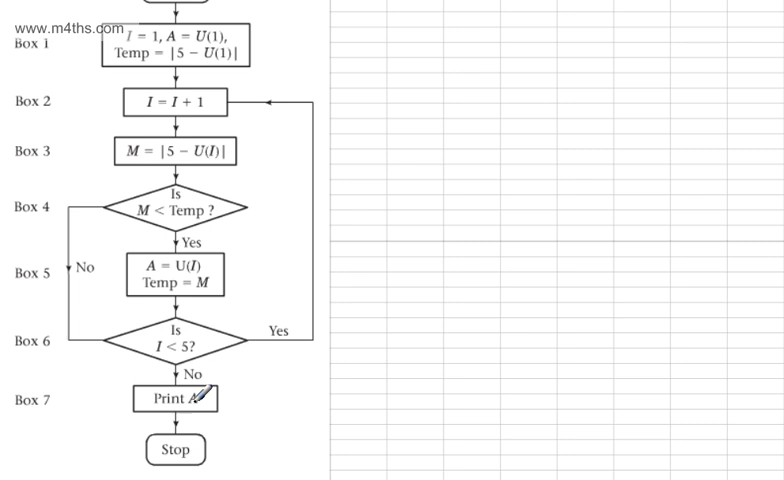 www.m4ths.com
Box 1
I = 1, A = U(1),
Temp = |5 − U(1)|
Box 2
I = I + 1
Box 3
M = |5 − U(I)|
Box 4
Is
M < Temp ?
Yes
No
Box 5
A = U(I)
Temp = M
Box 6
Is
I < 5?
Yes
No
Box 7
Print A
Stop